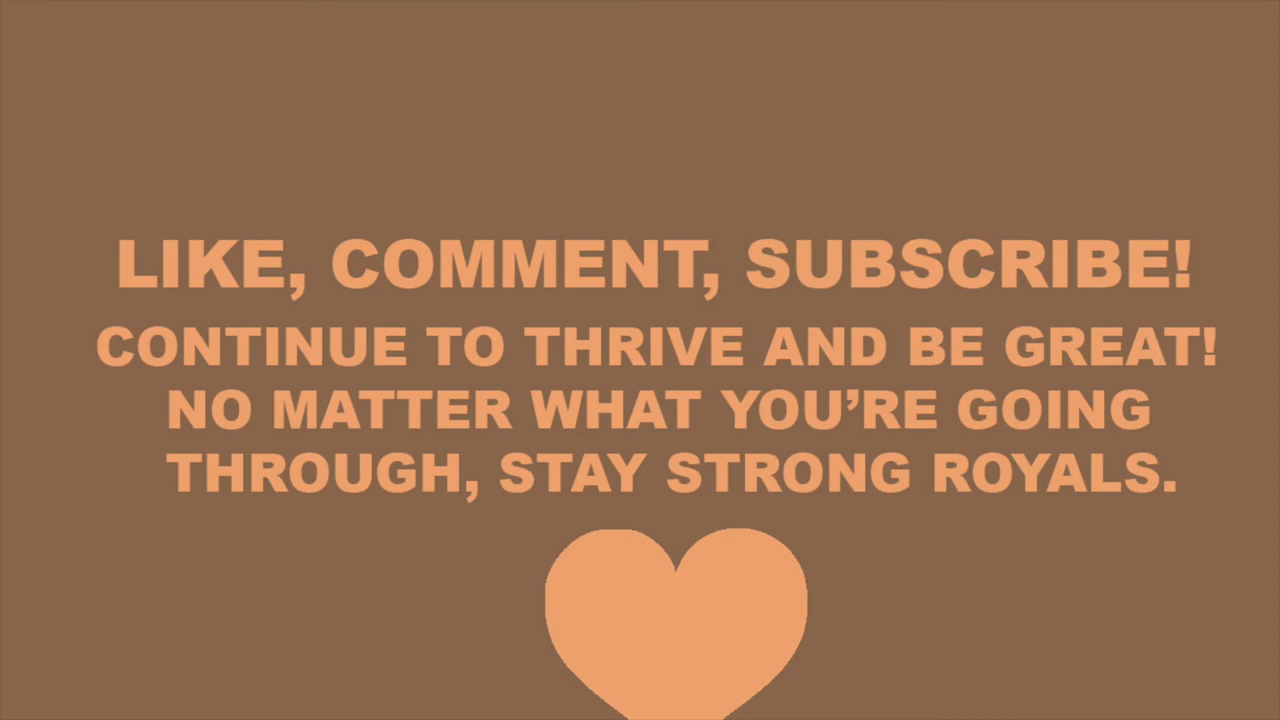 LIKE, COMMENT, SUBSCRIBE!
CONTINUE TO THRIVE AND BE GREAT!
NO MATTER WHAT YOU’RE GOING
THROUGH, STAY STRONG ROYALS.